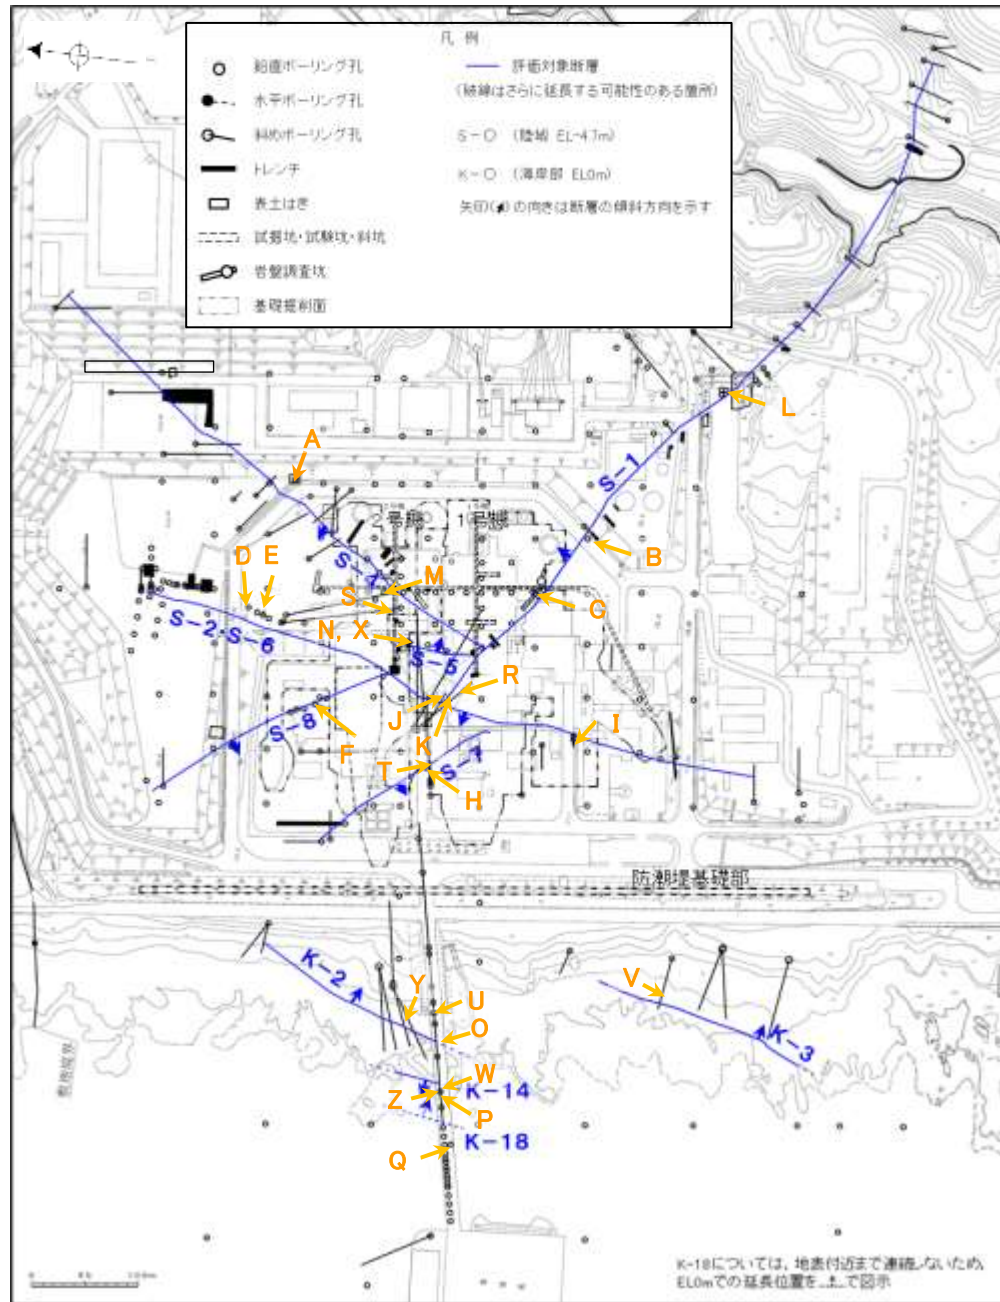 凡 例
鉛直ボーリング孔
水平ボーリング孔
斜めボーリング孔
トレンチ
表土はぎ
試掘坑・試験坑・斜坑
岩盤調査坑
基礎掘削面
評価対象断層
(破線はさらに延長する可能性のある箇所)
S-○ (陸域 EL-4.7m)
K-○ (海岸部 EL0m)
矢印( )の向きは断層の傾斜方向を示す
L
S-1
A
2号機
1号機
B
D
E
S-4
M
S
G
S-2・S-6
N, X
S-5
R
J
S-8
K
I
F
T
S-7
H
防潮堤基礎部
K-2
Y
U
V
O
K-3
敷地境界
W
Z
K-14
P
K-18
Q
K-18については、地表付近まで連続しないため、
EL0mでの延長位置を で図示